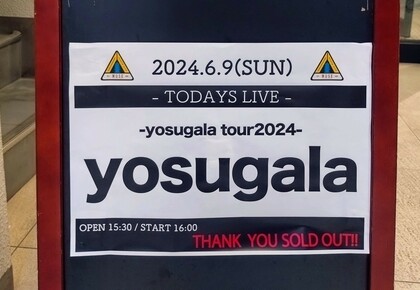 2024.6.9(SUN)
- TODAYS LIVE -
-yosugala tour2024-
yosugala
OPEN 15:30 / START 16:00
THANK YOU SOLD OUT!!